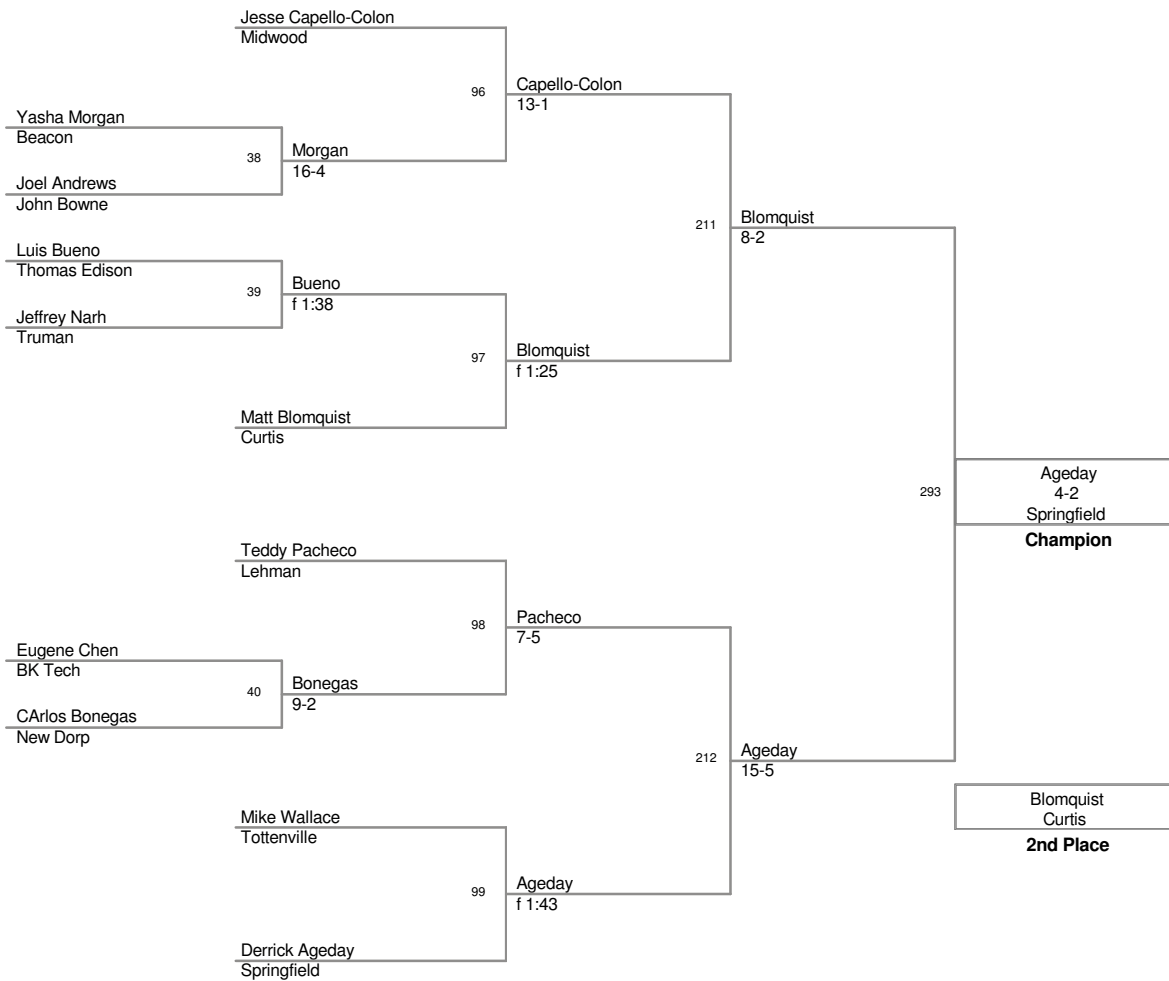 Jesse Capello-Colon
Midwood
96
Capello-Colon
13-1
Yasha Morgan
Beacon
38
Morgan
16-4
Joel Andrews
John Bowne
211
Blomquist
8-2
Luis Bueno
Thomas Edison
39
Bueno
f 1:38
Jeffrey Narh
Truman
97
Blomquist
f 1:25
Matt Blomquist
Curtis
293
Ageday
4-2
Springfield
Champion
Teddy Pacheco
Lehman
98
Pacheco
7-5
Eugene Chen
BK Tech
40
Bonegas
9-2
CArlos Bonegas
New Dorp
212
Ageday
15-5
Blomquist
Curtis
2nd Place
Mike Wallace
Tottenville
99
Ageday
f 1:43
Derrick Ageday
Springfield